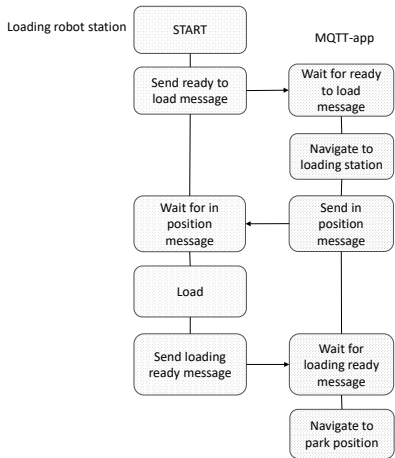 Loading robot station
START
MQTT-app
Send ready to
load message
Wait for ready
to load
message
Navigate to
loading station
Wait for in
position
message
Send in
position
message
Load
Send loading
ready message
Wait for
loading ready
message
Navigate to
park position